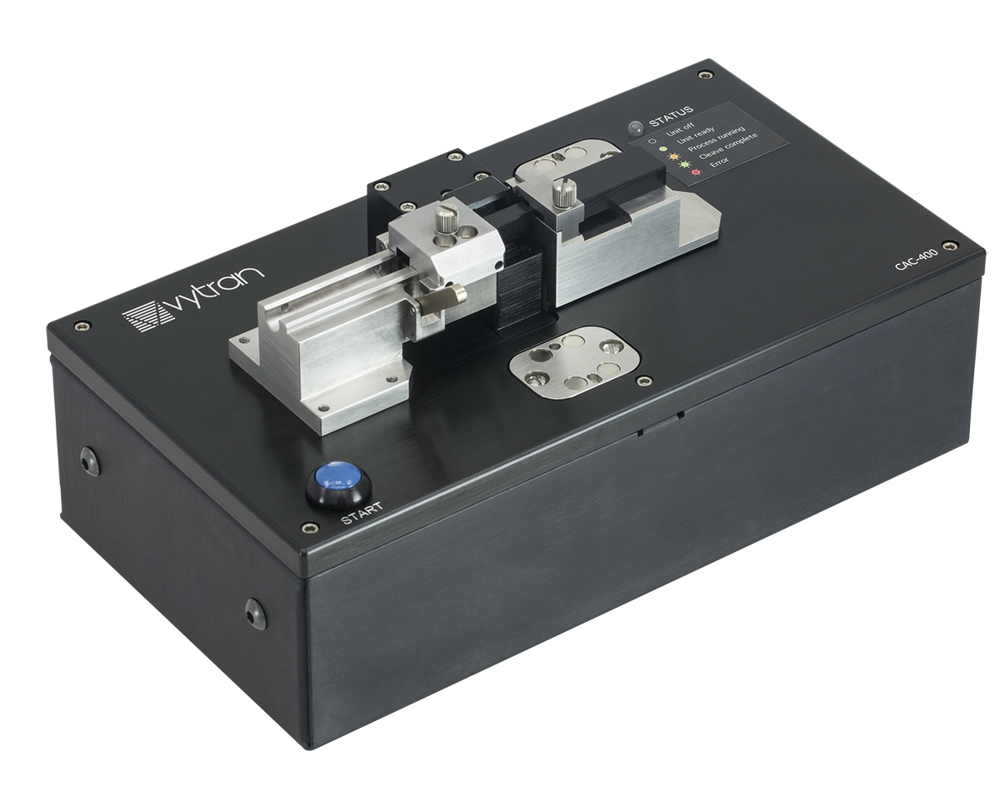 STATUS
Unit off
Unit ready
Process running
Cleave complete
Error
CAC-400
vytran
START